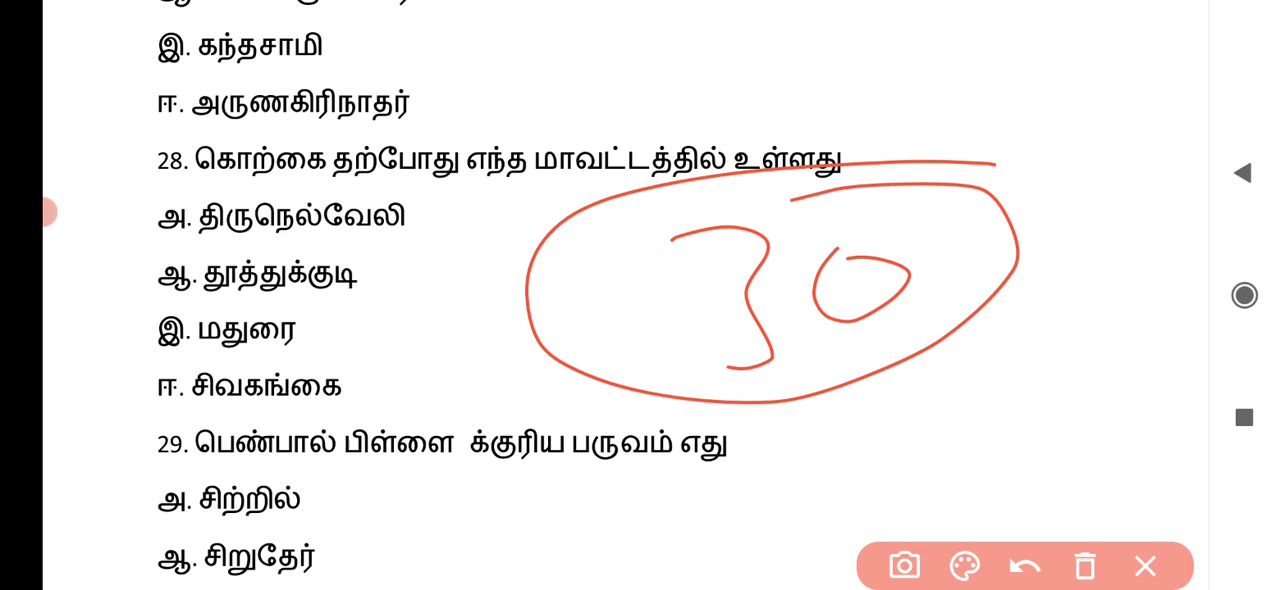 இ. கந்தசாமி
ஈ. அருணகிரிநாதர்
28. கொற்கை தற்போது எந்த மாவட்டத்தில் உள்ளது
அ. திருநெல்வேலி
ஆ. தூத்துக்குடி
30
இ. மதுரை
ஈ. சிவகங்கை
29. பெண்பால் பிள்ளை க்குரிய பருவம் எது
அ. சிற்றில்
ஆ. சிறுதேர்